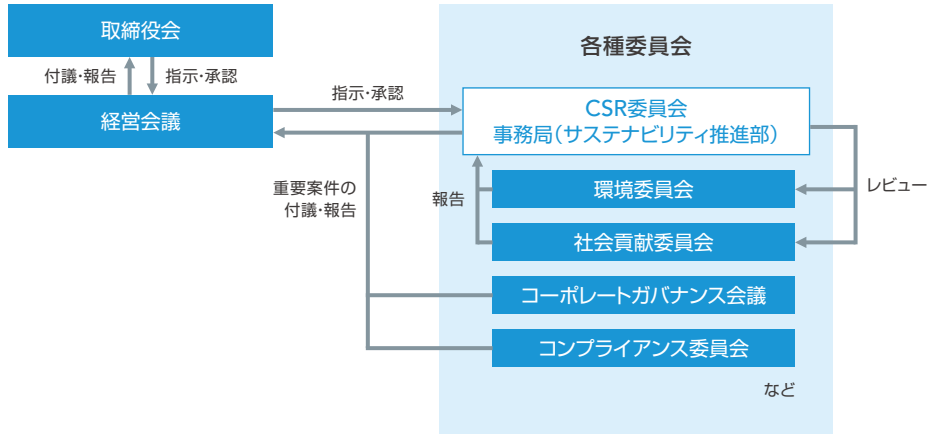 取締役会
付議・報告
指示・承認
経営会議
指示・承認
重要案件の
付議・報告
各種委員会
CSR委員会
事務局（サステナビリティ推進部）
報告
環境委員会
社会貢献委員会
レビュー
コーポレートガバナンス会議
コンプライアンス委員会
など